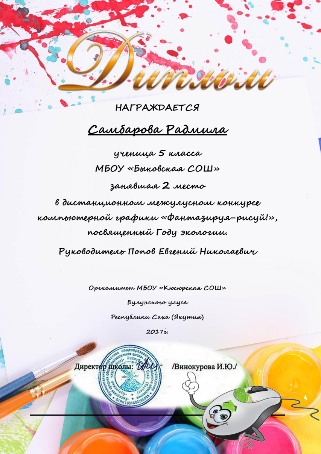 Диплом
НАГРАЖДАЕТСЯ
Самбарова Радмила
ученица 5 класса
МБОУ «Быковская СОШ»
занявшая 2 место
в дистанционном межулусном конкурсе
компьютерной графики «Фантазируя-рисуй!»,
посвященный Году экологии.
Руководитель Попов Евгений Николаевич
Оргкомитет МБОУ «Кюсюрская СОШ»
Булунского улуса
Республики Саха (Якутия)
2017г.
Директор школы: /Винокурова И.Ю./